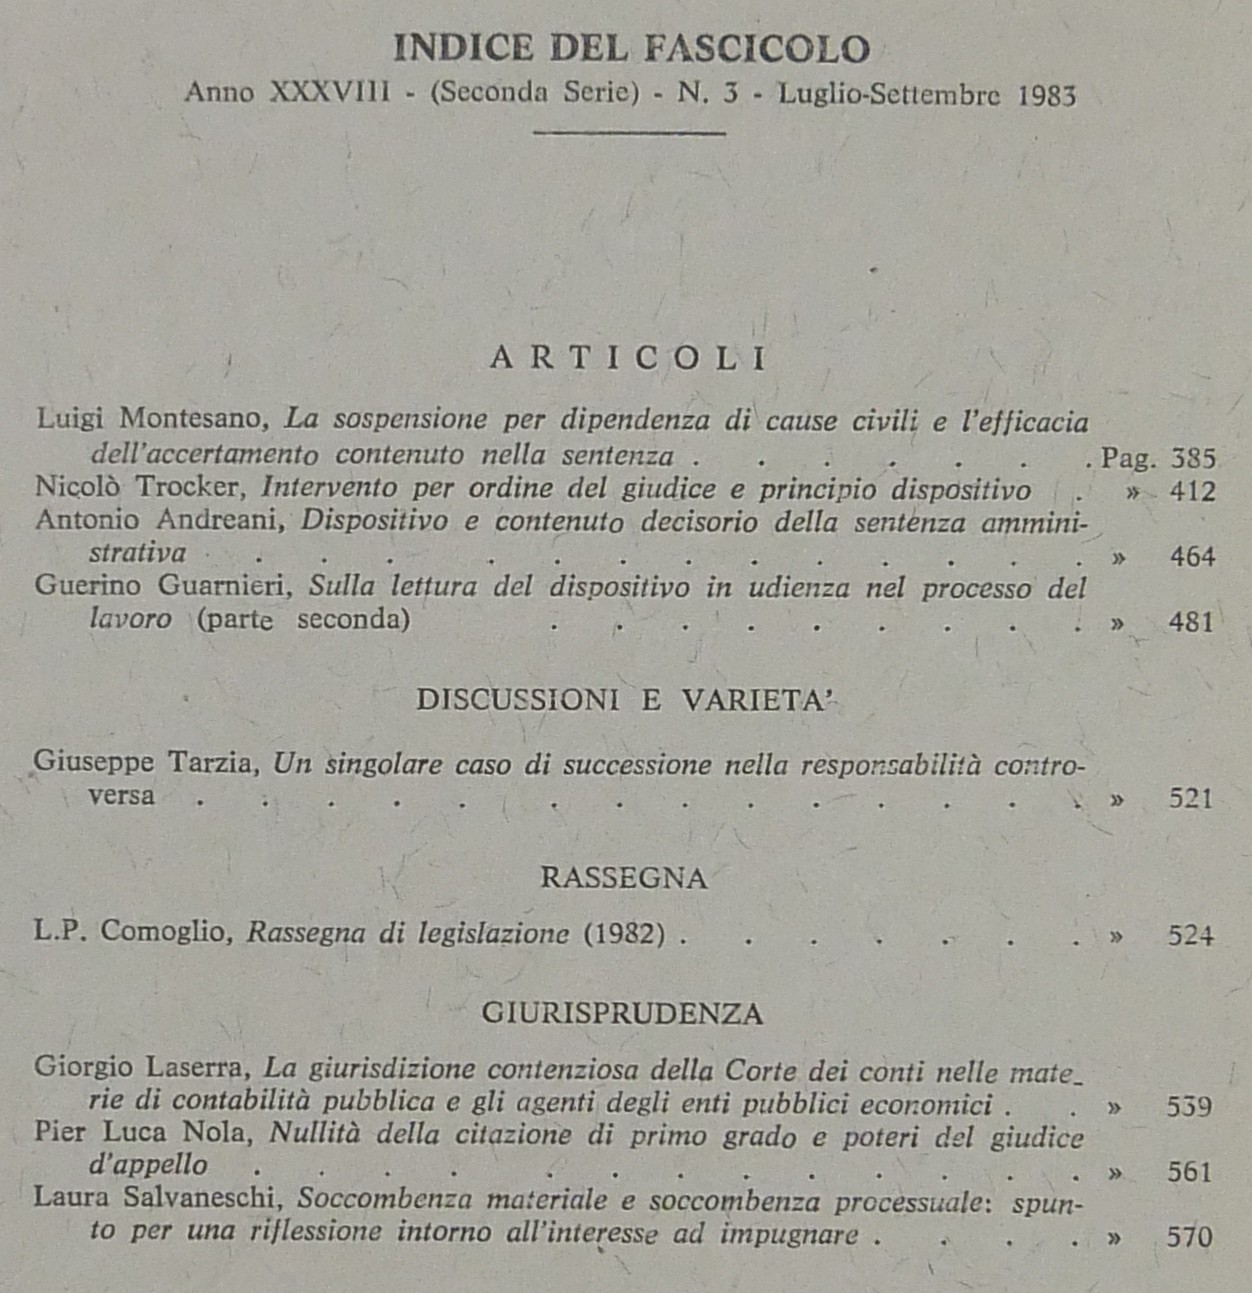 INDICE DEL FASCICOLO
Anno XXXVIII - (Seconda Serie) - N. 3 - Luglio-Settembre 1983
ARTICOLI
Luigi Montesano, La sospensione per dipendenza di cause civili e l'efficacia
dell'accertamento contenuto nella sentenza . . . . . . . Pag. 385
Nicolò Trocker, Intervento per ordine del giudice e principio dispositivo . » 412
Antonio Andreani, Dispositivo e contenuto decisorio della sentenza ammini-
strativa . . . . . . . . . . . . . » 464
Guerino Guarnieri, Sulla lettura del dispositivo in udienza nel processo del
lavoro (parte seconda) . . . . . . . . . » 481
DISCUSSIONI E VARIETA'
Giuseppe Tarzia, Un singolare caso di successione nella responsabilità contro-
versa . . . . . . . . . . . . . . » 521
RASSEGNA
L.P. Comoglio, Rassegna di legislazione (1982) . . . . . . . » 524
GIURISPRUDENZA
Giorgio Laserra, La giurisdizione contenziosa della Corte dei conti nelle mate-
rie di contabilità pubblica e gli agenti degli enti pubblici economici . . » 539
Pier Luca Nola, Nullità della citazione di primo grado e poteri del giudice
d'appello . . . . . . . . . . . . . » 561
Laura Salvaneschi, Soccombenza materiale e soccombenza processuale: spun-
to per una riflessione intorno all'interesse ad impugnare . . . . » 570